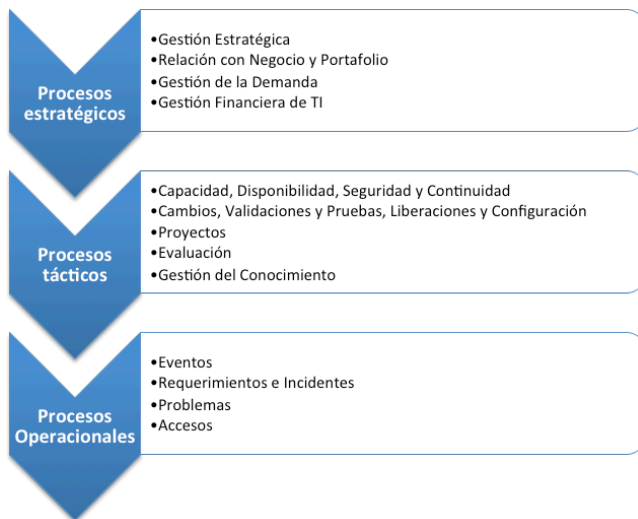 Procesos
estratégicos
•Gestión Estratégica
•Relación con Negocio y Portafolio
•Gestión de la Demanda
•Gestión Financiera de TI
Procesos
tácticos
•Capacidad, Disponibilidad, Seguridad y Continuidad
•Cambios, Validaciones y Pruebas, Liberaciones y Configuración
•Proyectos
•Evaluación
•Gestión del Conocimiento
Procesos
Operacionales
•Eventos
•Requerimientos e Incidentes
•Problemas
•Accesos